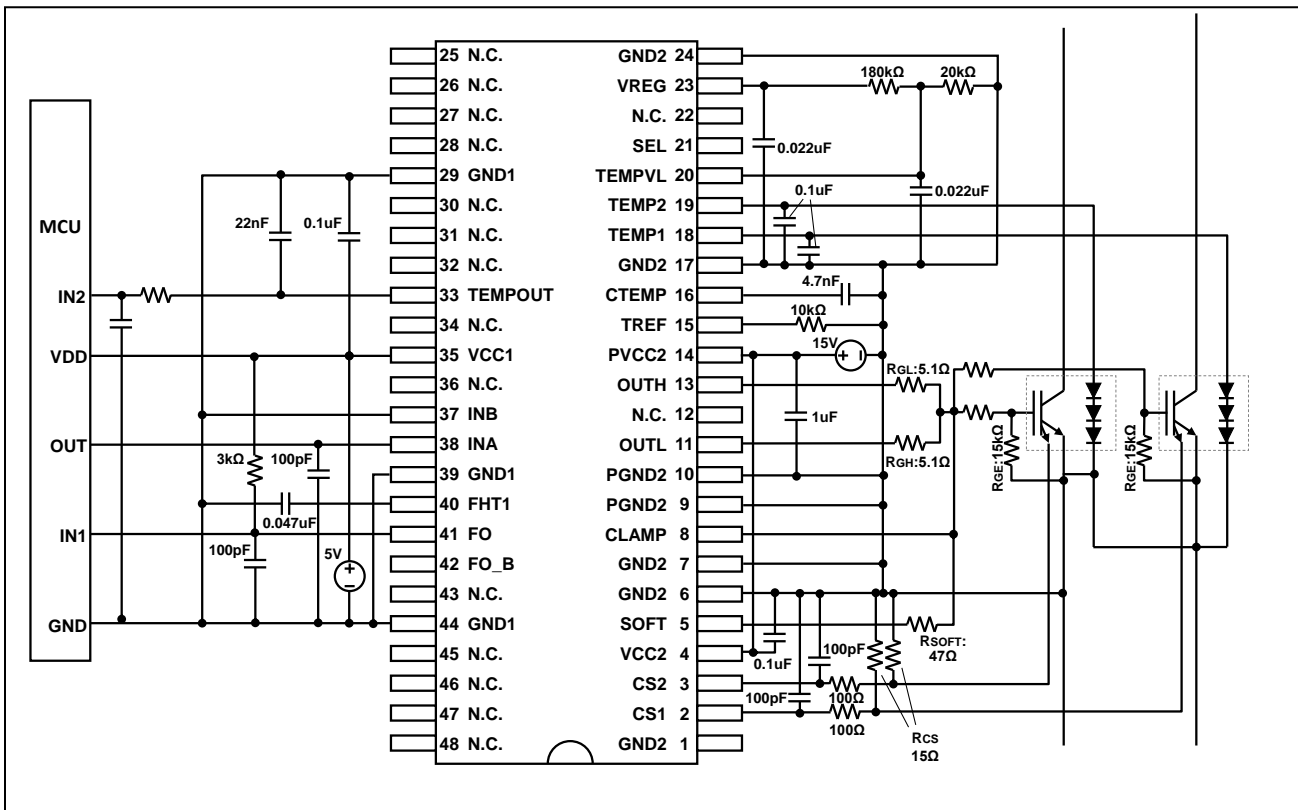 MCU
IN2
VDD
OUT
IN1
GND
22nF
0.1uF
3kΩ
100pF
0.047uF
100pF
5V
25 N.C.
26 N.C.
27 N.C.
28 N.C.
29 GND1
30 N.C.
31 N.C.
32 N.C.
33 TEMPOUT
34 N.C.
35 VCC1
36 N.C.
37 INB
38 INA
39 GND1
40 FHT1
41 FO
42 FO_B
43 N.C.
44 GND1
45 N.C.
46 N.C.
47 N.C.
48 N.C.
GND2 24
VREG 23
N.C. 22
SEL 21
TEMPVL 20
TEMP2 19
TEMP1 18
GND2 17
CTEMP 16
TREF 15
PVCC2 14
OUTH 13
N.C. 12
OUTL 11
PGND2 10
PGND2 9
CLAMP 8
GND2 7
GND2 6
SOFT 5
VCC2 4
CS2 3
CS1 2
GND2 1
180kΩ
20kΩ
0.022uF
0.1uF
0.022uF
4.7nF
10kΩ
15V
RGL:5.1Ω
1uF
RGH:5.1Ω
RGE:15kΩ
RGE:15kΩ
RSOFT:
47Ω
0.1uF
100pF
100pF
100Ω
100Ω
RCS
15Ω